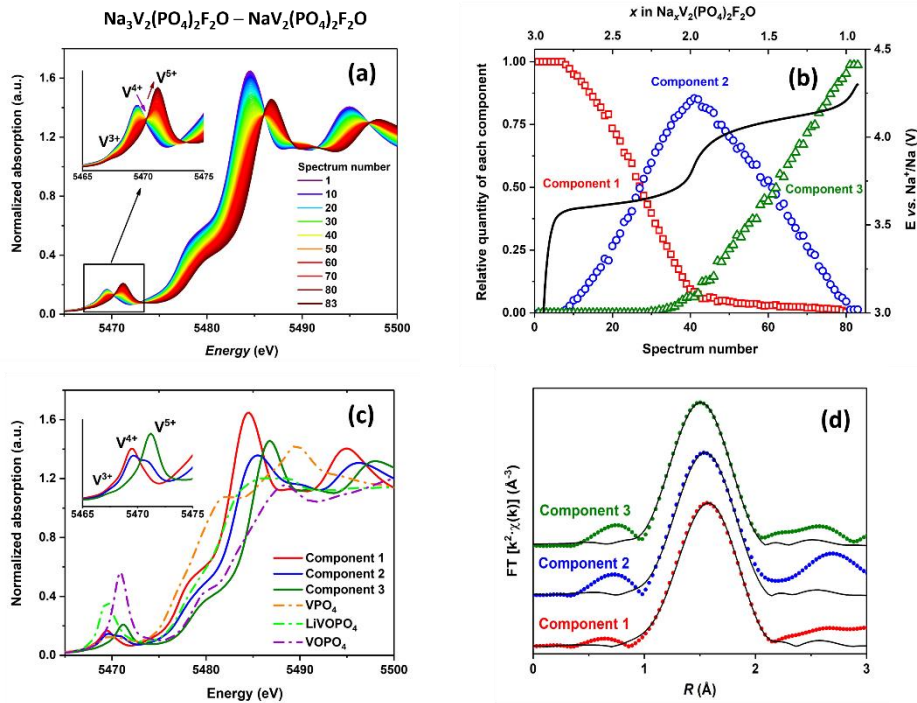 Na₃V₂(PO₄)₂F₂O – NaV₂(PO₄)₂F₂O
(a)
Normalized absorption (a.u.)
1.6
1.2
0.8
0.4
0.0
5470
5480
5490
5500
Energy (eV)
V³⁺
V⁴⁺
V⁵⁺
5465
5470
5475
Spectrum number
1
10
20
30
40
50
60
70
80
83
(b)
x in NaₓV₂(PO₄)₂F₂O
3.0
2.5
2.0
1.5
1.0
Relative quantity of each component
1.00
0.75
0.50
0.25
0.00
Component 1
Component 2
Component 3
4.5
4.2
3.9
3.6
3.3
3.0
E vs. Na⁺/Na (V)
0
20
40
60
80
Spectrum number
(c)
Normalized absorption (a.u.)
1.6
1.2
0.8
0.4
0.0
V³⁺
V⁴⁺
V⁵⁺
5465
5470
5475
Component 1
Component 2
Component 3
VPO₄
LiVOPO₄
VOPO₄
5470
5480
5490
5500
Energy (eV)
(d)
FT [k²·χ(k)] (Å⁻³)
Component 3
Component 2
Component 1
0
1
2
3
R (Å)